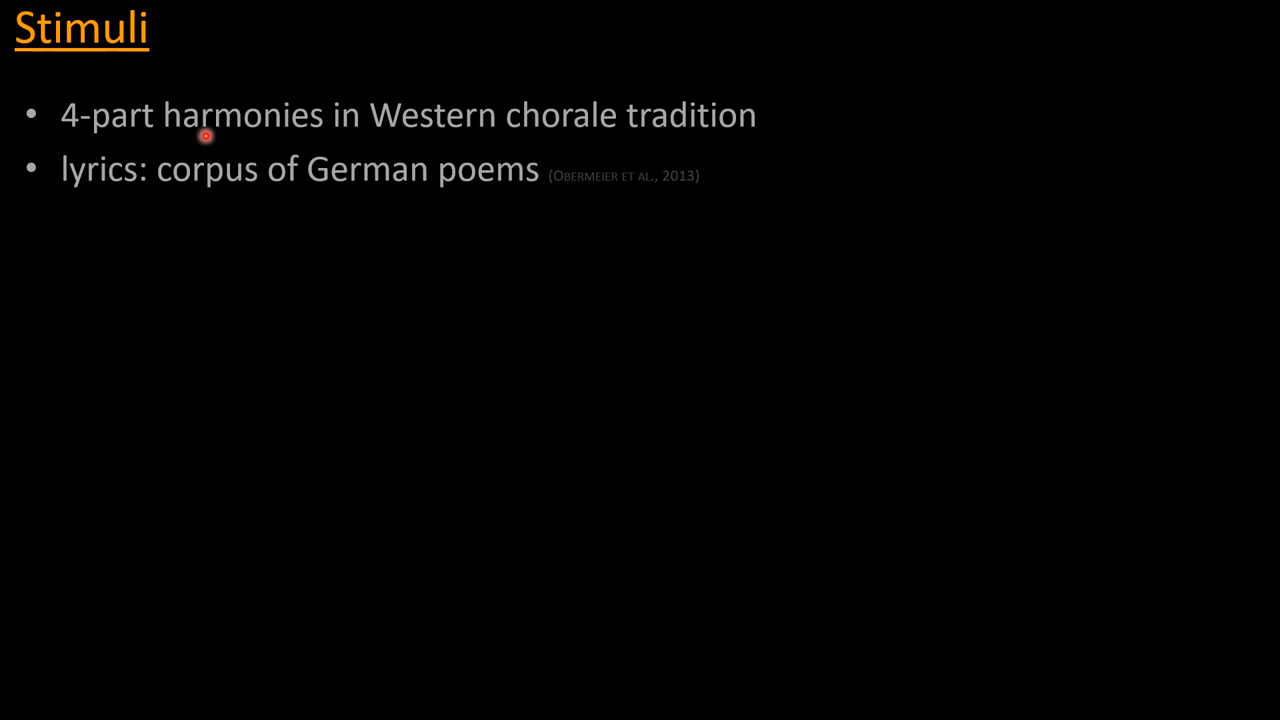 Stimuli
• 4-part harmonies in Western chorale tradition
• lyrics: corpus of German poems (OBERMEIER ET AL., 2013)